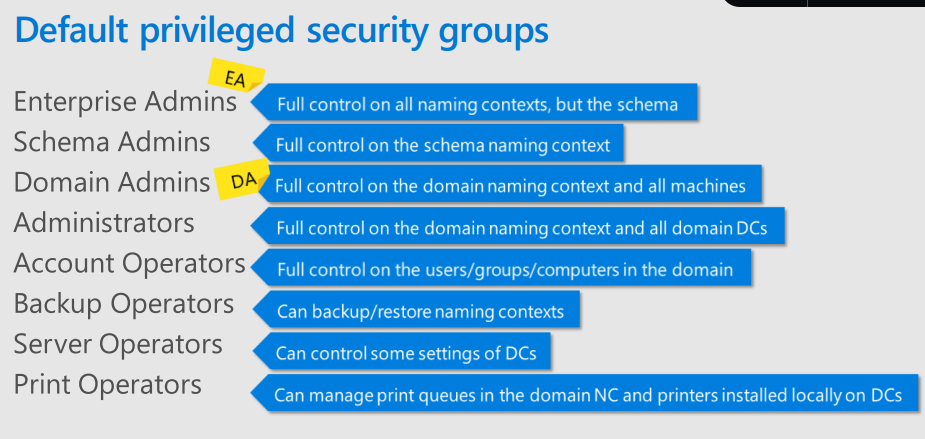 Default privileged security groups
EA
Enterprise Admins
Full control on all naming contexts, but the schema
Schema Admins
Full control on the schema naming context
Domain Admins
DA
Full control on the domain naming context and all machines
Administrators
Full control on the domain naming context and all domain DCs
Account Operators
Full control on the users/groups/computers in the domain
Backup Operators
Can backup/restore naming contexts
Server Operators
Can control some settings of DCs
Print Operators
Can manage print queues in the domain NC and printers installed locally on DCs